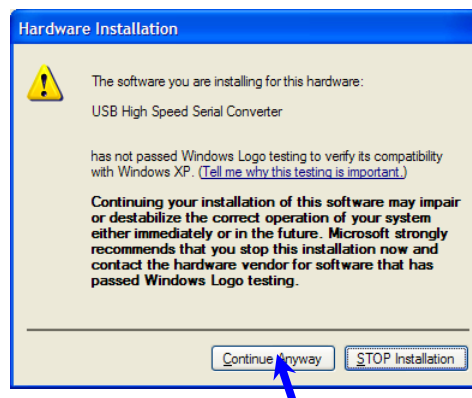 Hardware Installation
The software you are installing for this hardware:
USB High Speed Serial Converter
has not passed Windows Logo testing to verify its compatibility
with Windows XP. (Tell me why this testing is important.)
Continuing your installation of this software may impair
or destabilize the correct operation of your system
either immediately or in the future. Microsoft strongly
recommends that you stop this installation now and
contact the hardware vendor for software that has
passed Windows Logo testing.
Continue Anyway STOP Installation